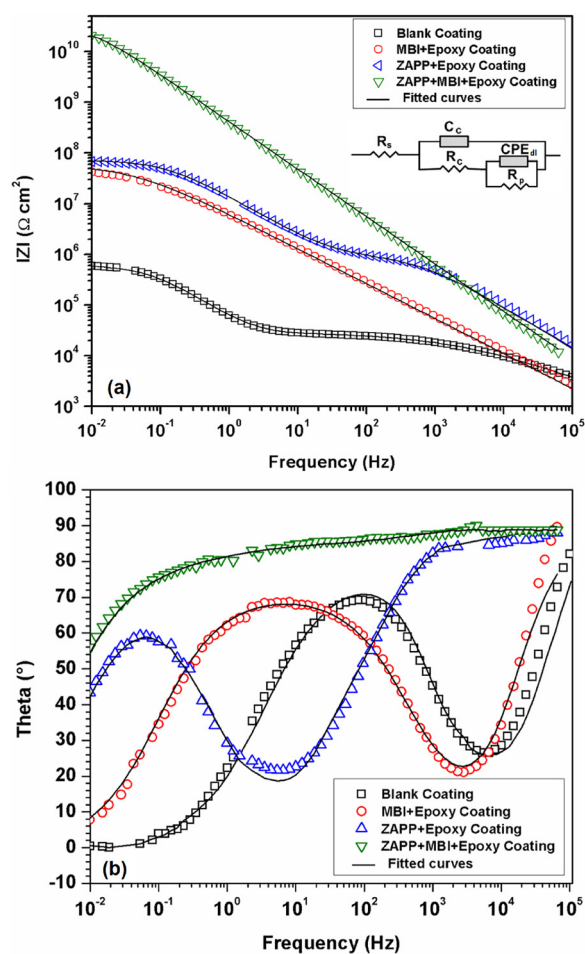 10¹⁰
10⁹
10⁸
10⁷
10⁶
10⁵
10⁴
10³
|Z| (Ω cm²)
Blank Coating
MBI+Epoxy Coating
ZAPP+Epoxy Coating
ZAPP+MBI+Epoxy Coating
Fitted curves
Rs
Cc
Rc
CPEdl
Rp
(a)
10⁻² 10⁻¹ 10⁰ 10¹ 10² 10³ 10⁴ 10⁵
Frequency (Hz)
100
90
80
70
60
50
40
30
20
10
0
-10
Theta (°)
Blank Coating
MBI+Epoxy Coating
ZAPP+Epoxy Coating
ZAPP+MBI+Epoxy Coating
Fitted curves
(b)
10⁻² 10⁻¹ 10⁰ 10¹ 10² 10³ 10⁴ 10⁵
Frequency (Hz)